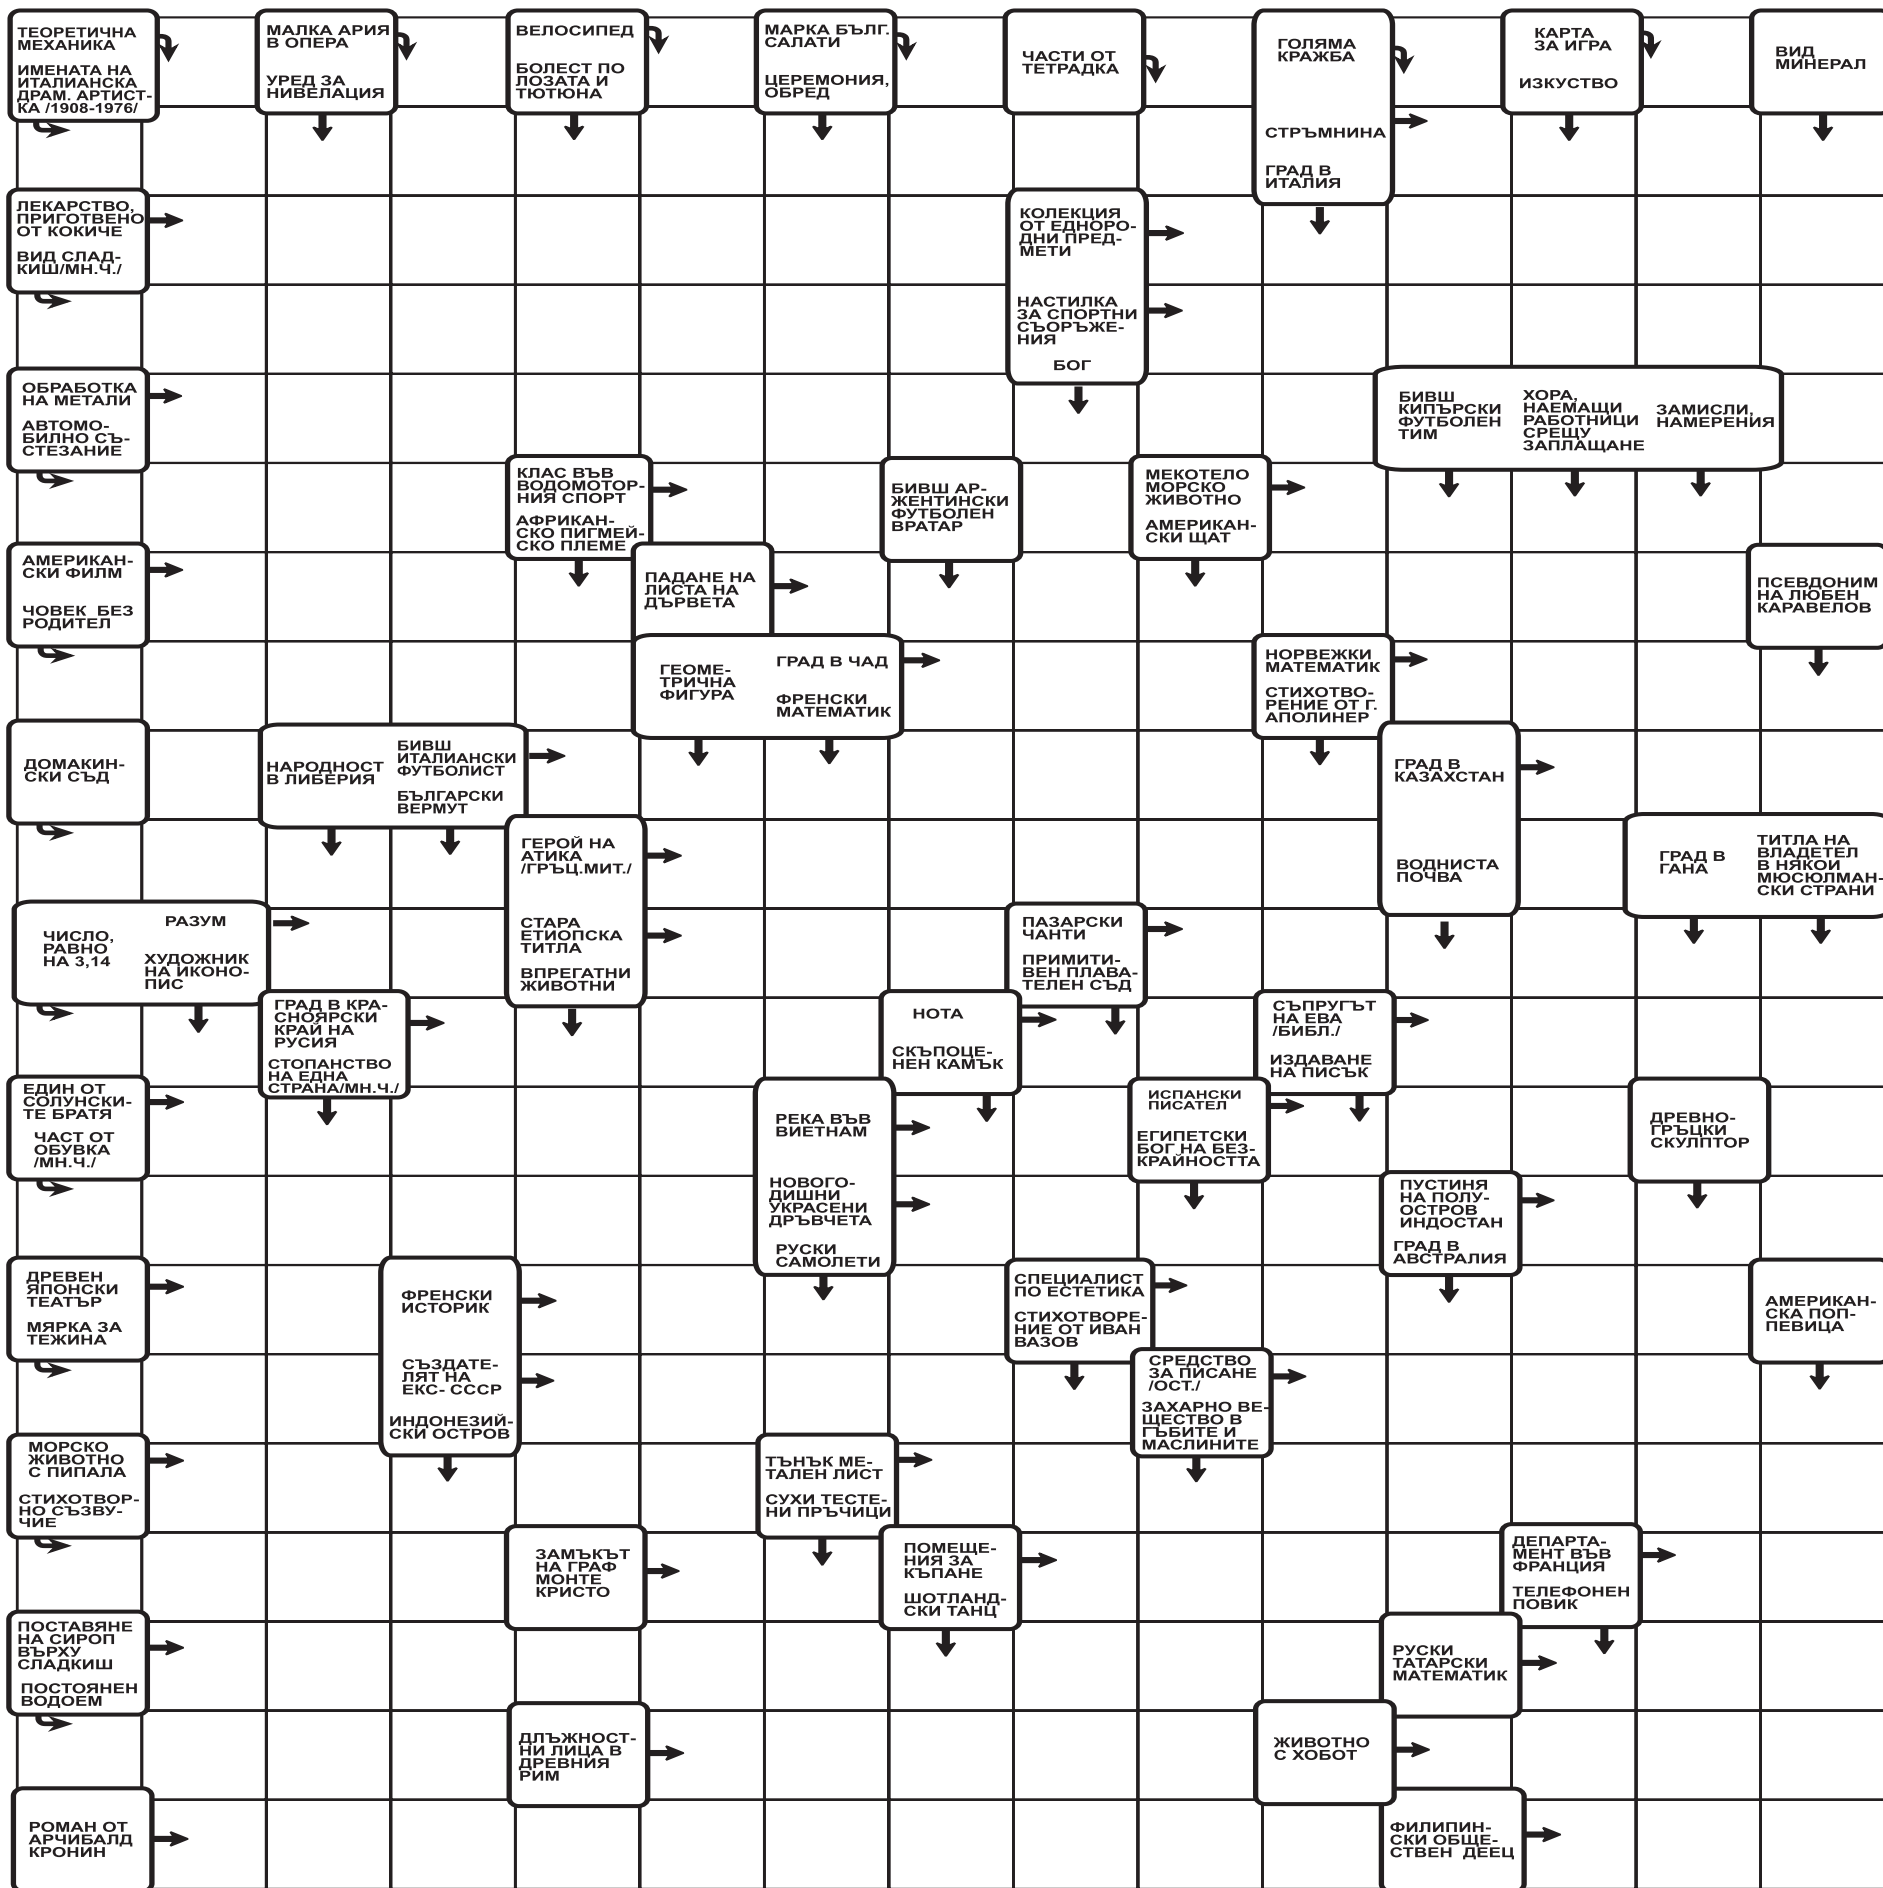 ТЕОРЕТИЧНА
МЕХАНИКА
ИМЕНАТА НА
ИТАЛИАНСКА
ДРАМ. АРТИСТ-
КА /1908-1976/
МАЛКА АРИЯ
В ОПЕРА
УРЕД ЗА
НИВЕЛАЦИЯ
ВЕЛОСИПЕД
БОЛЕСТ ПО
ЛОЗАТА И
ТЮТЮНА
МАРКА БЪЛГ.
САЛАТИ
ЦЕРЕМОНИЯ,
ОБРЕД
ЧАСТИ ОТ
ТЕТРАДКА
ГОЛЯМА
КРАЖБА
СТРЪМНИНА
ГРАД В
ИТАЛИЯ
КАРТА
ЗА ИГРА
ИЗКУСТВО
ВИД
МИНЕРАЛ
ЛЕКАРСТВО,
ПРИГОТВЕНО
ОТ КОКИЧЕ
ВИД СЛАД-
КИШ/МН.Ч./
КОЛЕКЦИЯ
ОТ ЕДНОРО-
ДНИ ПРЕД-
МЕТИ
НАСТИЛКА
ЗА СПОРТНИ
СЪОРЪЖЕ-
НИЯ
БОГ
ОБРАБОТКА
НА МЕТАЛИ
АВТОМО-
БИЛНО СЪ-
СТЕЗАНИЕ
БИВШ
КИПЪРСКИ
ФУТБОЛЕН
ТИМ
ХОРА,
НАЕМАЩИ
РАБОТНИЦИ
СРЕЩУ
ЗАПЛАЩАНЕ
ЗАМИСЛИ,
НАМЕРЕНИЯ
КЛАС ВЪВ
ВОДОМОТОР-
НИЯ СПОРТ
АФРИКАН-
СКО ПИГМЕЙ-
СКО ПЛЕМЕ
БИВШ АР-
ЖЕНТИНСКИ
ФУТБОЛЕН
ВРАТАР
МЕКОТЕЛО
МОРСКО
ЖИВОТНО
АМЕРИКАН-
СКИ ЩАТ
АМЕРИКАН-
СКИ ФИЛМ
ЧОВЕК БЕЗ
РОДИТЕЛ
ПАДАНЕ НА
ЛИСТА НА
ДЪРВЕТА
ПСЕВДОНИМ
НА ЛЮБЕН
КАРАВЕЛОВ
ГЕОМЕ-
ТРИЧНА
ФИГУРА
ГРАД В ЧАД
ФРЕНСКИ
МАТЕМАТИК
НОРВЕЖКИ
МАТЕМАТИК
СТИХОТВО-
РЕНИЕ ОТ Г.
АПОЛИНЕР
ДОМАКИН-
СКИ СЪД
НАРОДНОСТ
В ЛИБЕРИЯ
БИВШ
ИТАЛИАНСКИ
ФУТБОЛИСТ
БЪЛГАРСКИ
ВЕРМУТ
ГРАД В
КАЗАХСТАН
ВОДНИСТА
ПОЧВА
ГЕРОЙ НА
АТИКА
/ГРЪЦ.МИТ./
СТАРА
ЕТИОПСКА
ТИТЛА
ВПРЕГАТНИ
ЖИВОТНИ
ГРАД В
ГАНА
ТИТЛА НА
ВЛАДЕТЕЛ
В НЯКОИ
МЮСЮЛМАН-
СКИ СТРАНИ
ЧИСЛО,
РАВНО
НА 3,14
РАЗУМ
ХУДОЖНИК
НА ИКОНО-
ПИС
ПАЗАРСКИ
ЧАНТИ
ПРИМИТИ-
ВЕН ПЛАВА-
ТЕЛЕН СЪД
ГРАД В КРА-
СНОЯРСКИ
КРАЙ НА
РУСИЯ
СТОПАНСТВО
НА ЕДНА
СТРАНА/МН.Ч./
НОТА
СКЪПОЦЕ-
НЕН КАМЪК
СЪПРУГЪТ
НА ЕВА
/БИБЛ./
ИЗДАВАНЕ
НА ПИСЪК
ЕДИН ОТ
СОЛУНСКИ-
ТЕ БРАТЯ
ЧАСТ ОТ
ОБУВКА
/МН.Ч./
РЕКА ВЪВ
ВИЕТНАМ
НОВОГО-
ДИШНИ
УКРАСЕНИ
ДРЪВЧЕТА
РУСКИ
САМОЛЕТИ
ИСПАНСКИ
ПИСАТЕЛ
ЕГИПЕТСКИ
БОГ НА БЕЗ-
КРАЙНОСТТА
ДРЕВНО-
ГРЪЦКИ
СКУЛПТОР
ПУСТИНЯ
НА ПОЛУ-
ОСТРОВ
ИНДОСТАН
ГРАД В
АВСТРАЛИЯ
ДРЕВЕН
ЯПОНСКИ
ТЕАТЪР
МЯРКА ЗА
ТЕЖИНА
ФРЕНСКИ
ИСТОРИК
СЪЗДАТЕ-
ЛЯТ НА
ЕКС- СССР
ИНДОНЕЗИЙ-
СКИ ОСТРОВ
СПЕЦИАЛИСТ
ПО ЕСТЕТИКА
СТИХОТВОРЕ-
НИЕ ОТ ИВАН
ВАЗОВ
АМЕРИКАН-
СКА ПОП-
ПЕВИЦА
СРЕДСТВО
ЗА ПИСАНЕ
/ОСТ./
ЗАХАРНО ВЕ-
ЩЕСТВО В
ГЪБИТЕ И
МАСЛИНИТЕ
МОРСКО
ЖИВОТНО
С ПИПАЛА
СТИХОТВОР-
НО СЪЗВУ-
ЧИЕ
ТЪНЪК МЕ-
ТАЛЕН ЛИСТ
СУХИ ТЕСТЕ-
НИ ПРЪЧИЦИ
ЗАМЪКЪТ
НА ГРАФ
МОНТЕ
КРИСТО
ПОМЕЩЕ-
НИЯ ЗА
КЪПАНЕ
ШОТЛАНД-
СКИ ТАНЦ
ДЕПАРТА-
МЕНТ ВЪВ
ФРАНЦИЯ
ТЕЛЕФОНЕН
ПОВИК
ПОСТАВЯНЕ
НА СИРОП
ВЪРХУ
СЛАДКИШ
ПОСТОЯНЕН
ВОДОЕМ
РУСКИ
ТАТАРСКИ
МАТЕМАТИК
ДЛЪЖНОСТ-
НИ ЛИЦА В
ДРЕВНИЯ
РИМ
ЖИВОТНО
С ХОБОТ
РОМАН ОТ
АРЧИБАЛД
КРОНИН
ФИЛИПИН-
СКИ ОБЩЕ-
СТВЕН ДЕЕЦ